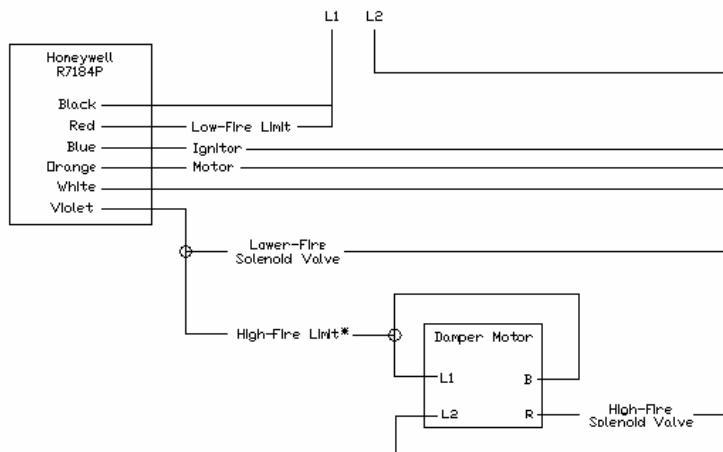 L1 L2
Honeywell
R7184P
Black
Red Low-Fire Limit
Blue Ignitor
Orange Motor
White
Violet
Lower-Fire
Solenoid Valve
High-Fire Limit*
Damper Motor
L1 B
L2 R
High-Fire
Solenoid Valve